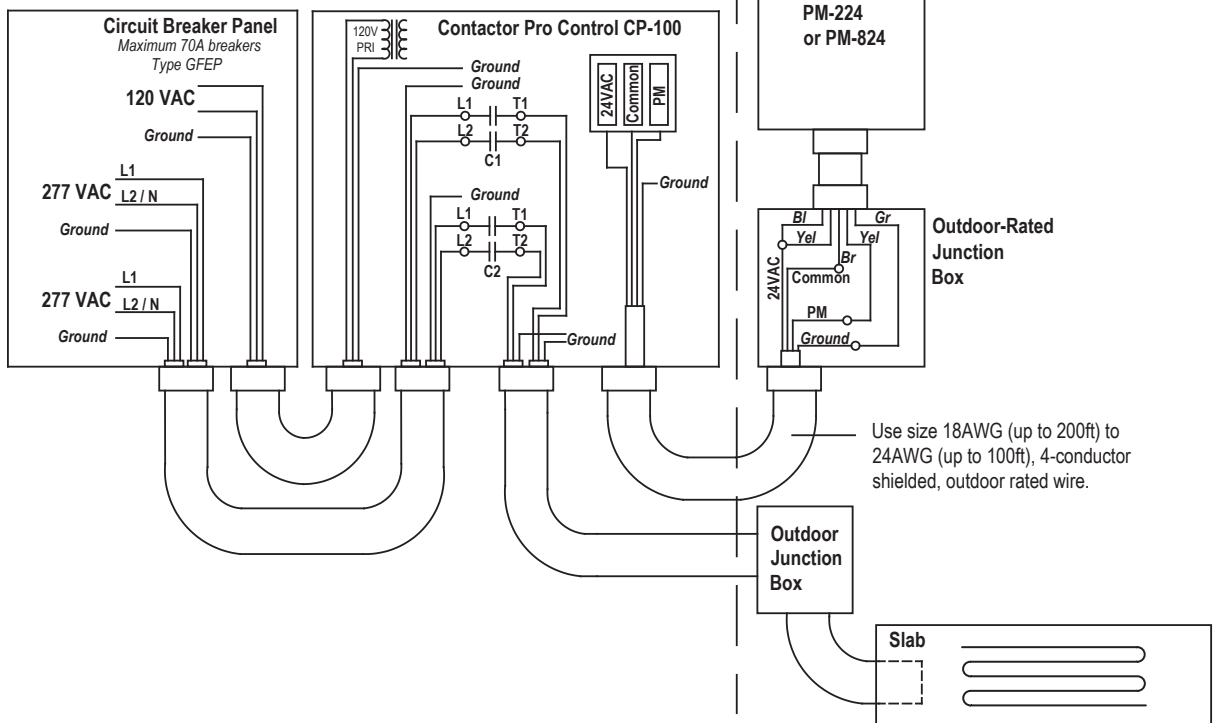 Circuit Breaker Panel
Maximum 70A breakers
Type GFEP
120 VAC
Ground
L1
277 VAC
L2 / N
Ground
L1
277 VAC
L2 / N
Ground
120V
PRI
Contactor Pro Control CP-100
Ground
Ground
L1
T1
L2
T2
C1
Ground
L1
T1
L2
T2
C2
Ground
24VAC
Common
PM
Ground
PM-224
or PM-824
Bl
Gr
Yel
Yel
Br
24VAC
Common
PM
Ground
Outdoor-Rated
Junction
Box
Use size 18AWG (up to 200ft) to
24AWG (up to 100ft), 4-conductor
shielded, outdoor rated wire.
Outdoor
Junction
Box
Slab